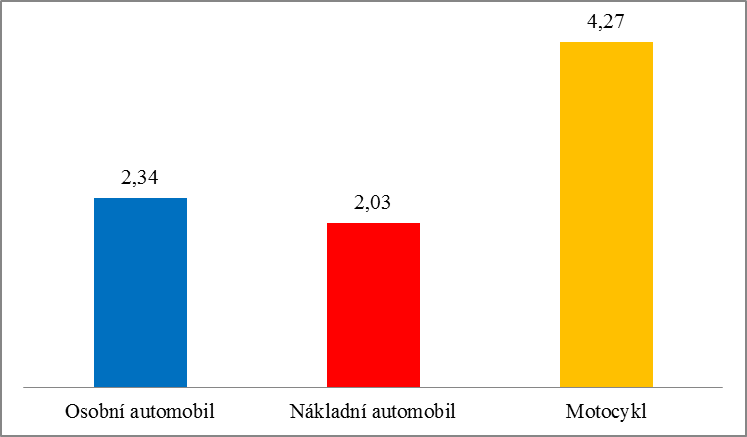 4,27
2,34
2,03
Osobní automobil
Nákladní automobil
Motocykl